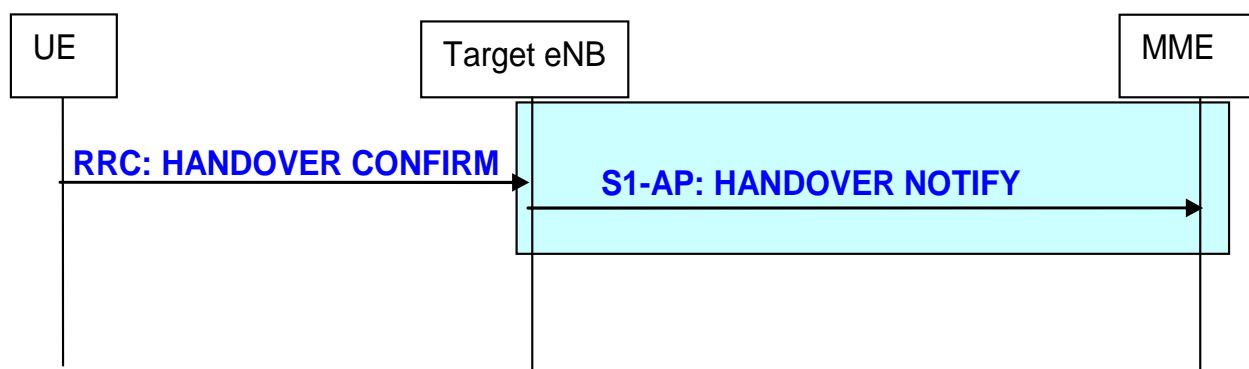 UE
Target eNB
MME
RRC: HANDOVER CONFIRM
S1-AP: HANDOVER NOTIFY